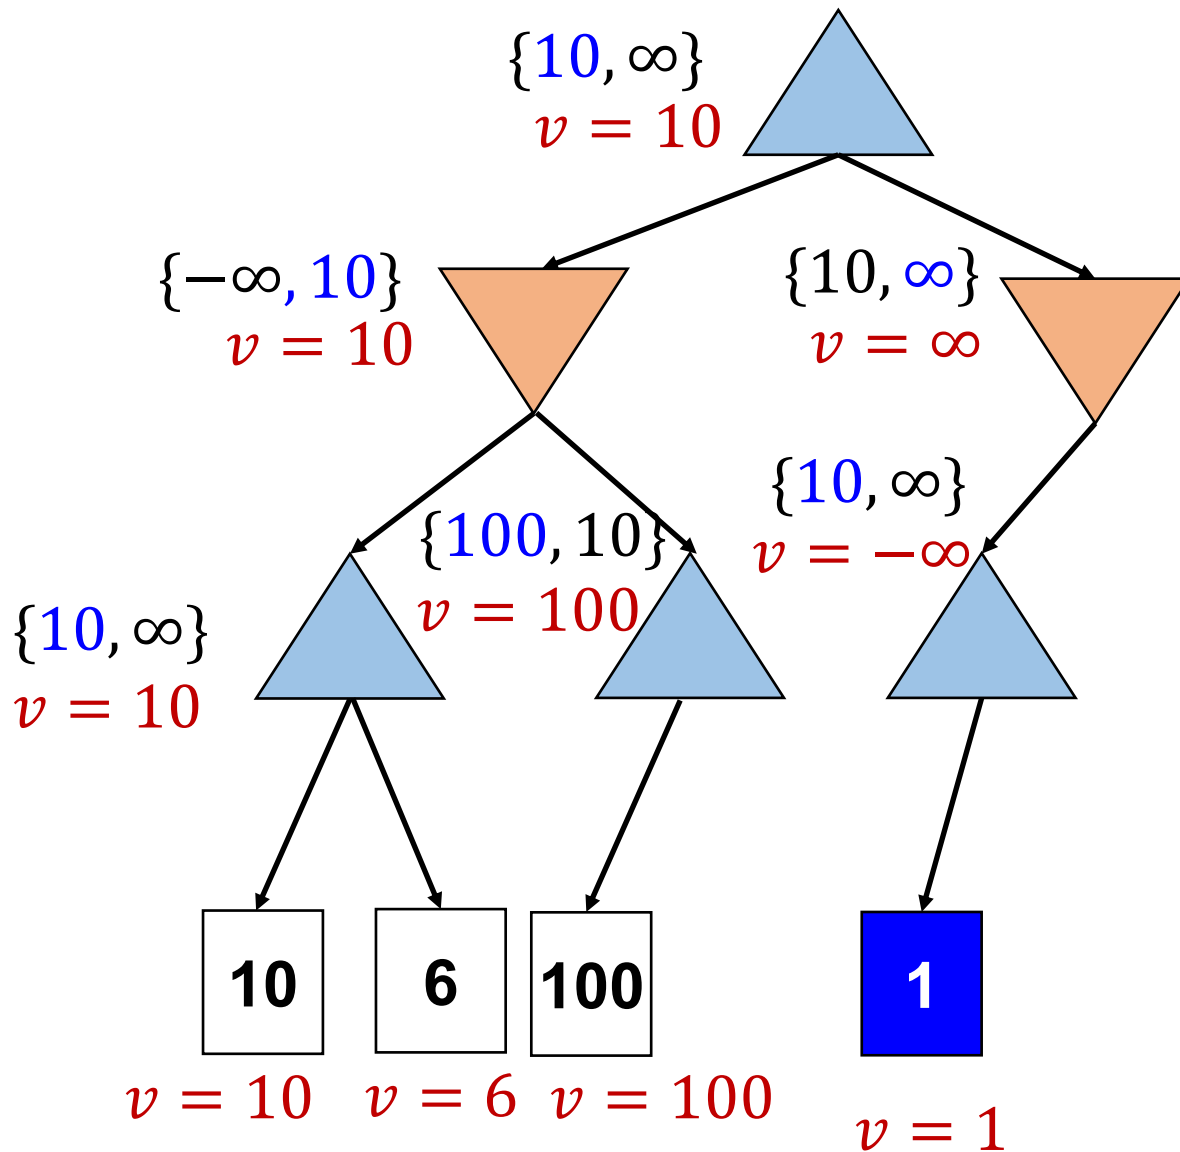 {10, ∞}
v = 10
{−∞, 10}
v = 10
{10, ∞}
v = ∞
{10, ∞}
v = −∞
{100, 10}
v = 100
{10, ∞}
v = 10
10
6
100
1
v = 10
v = 6
v = 100
v = 1